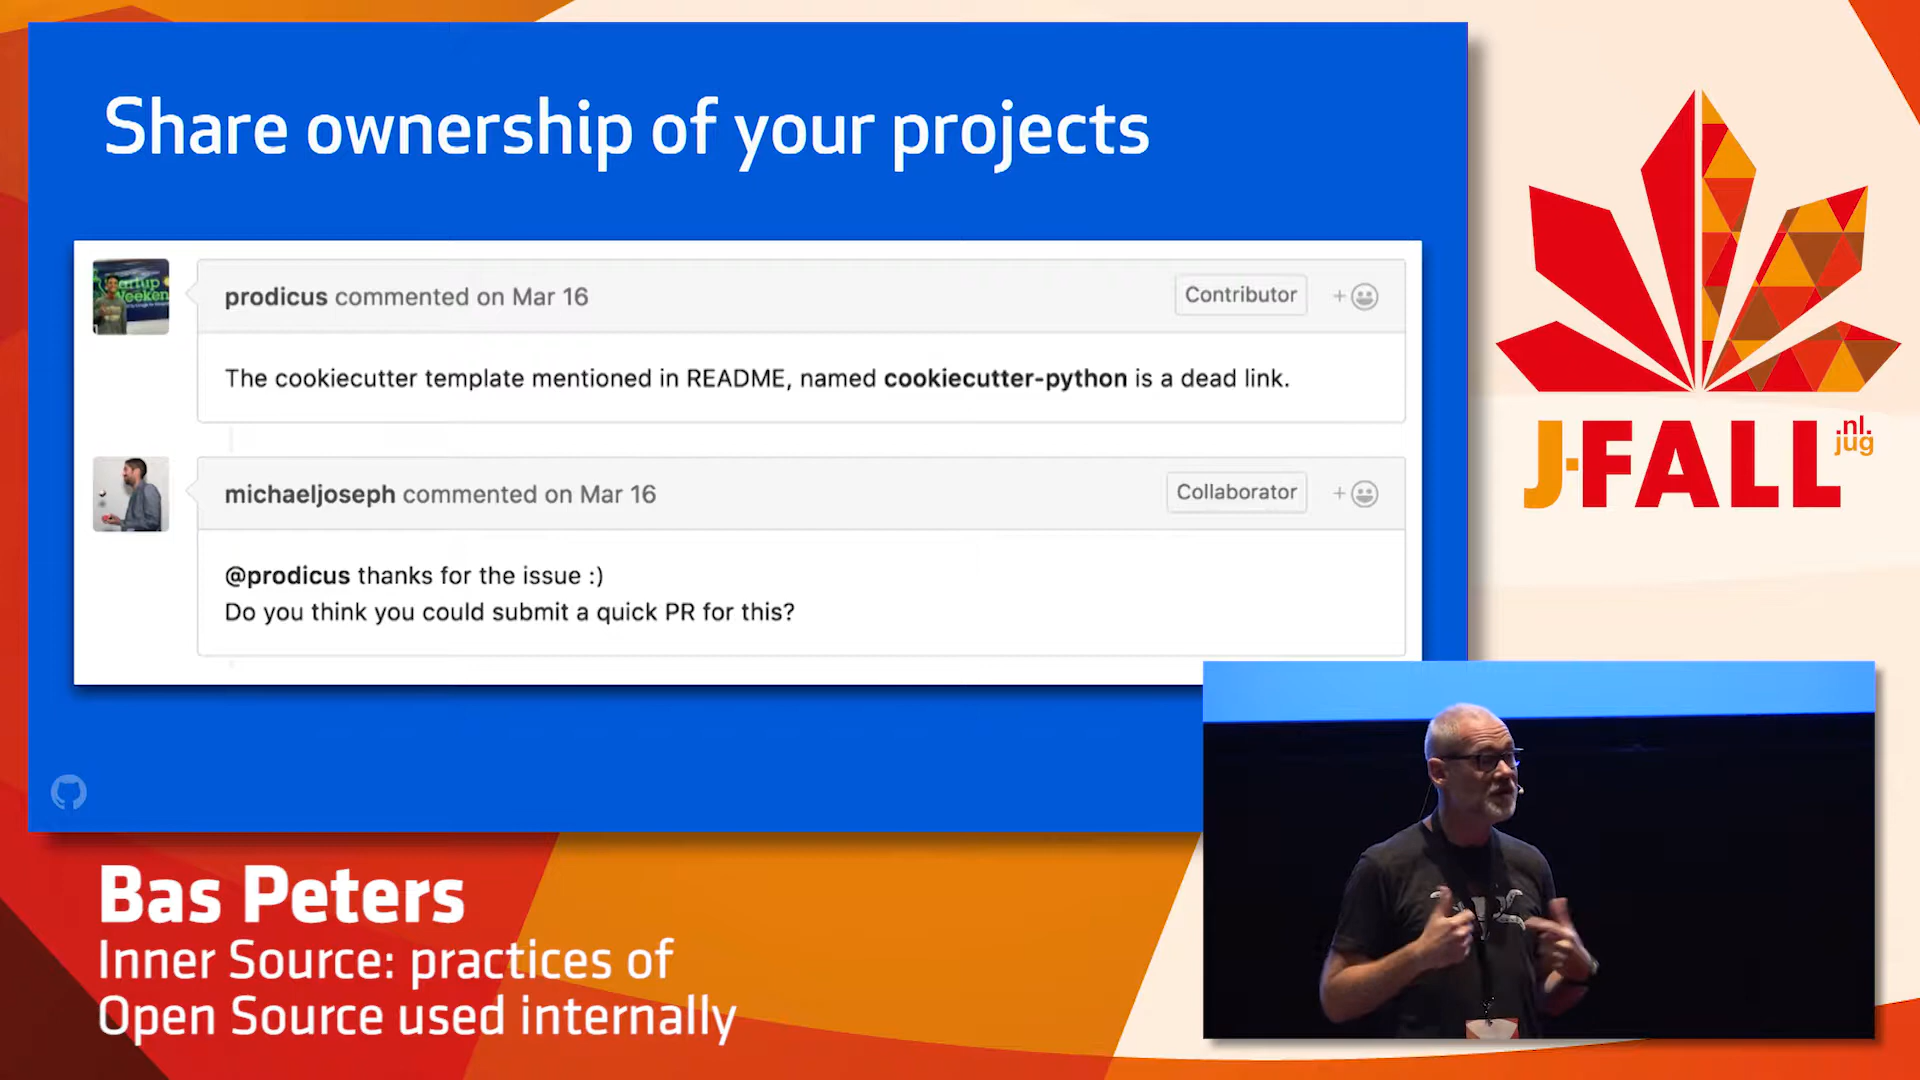 Share ownership of your projects
prodicus commented on Mar 16
Contributor
The cookiecutter template mentioned in README, named cookiecutter-python is a dead link.
michaeljoseph commented on Mar 16
Collaborator
@prodicus thanks for the issue :)
Do you think you could submit a quick PR for this?
J-FALL
.nl.
jug
Bas Peters
Inner Source: practices of
Open Source used internally